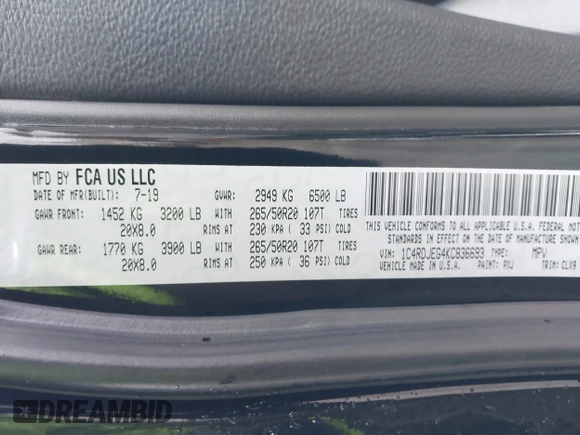 MFD BY FCA US LLC
DATE OF MFR(BUILT): 7-19 GVWR: 2949 KG 6500 LB
GAWR FRONT: 1452 KG 3200 LB WITH 265/50R20 107T TIRES
20X8.0 RIMS AT 230 KPA ( 33 PSI) COLD
GAWR REAR: 1770 KG 3900 LB WITH 265/50R20 107T TIRES
20X8.0 RIMS AT 250 KPA ( 36 PSI) COLD
THIS VEHICLE CONFORMS TO ALL APPLICABLE U.S.A. FEDERAL MOTOR
STANDARDS IN EFFECT ON THE DATE OF MANUFACTURE SHOWN
VIN: 1C4RDJEG4KC836693 TYPE: MPV
VEHICLE MADE IN U.S.A. PAINT: PXJ TRIM: CLX9
DREAMBID